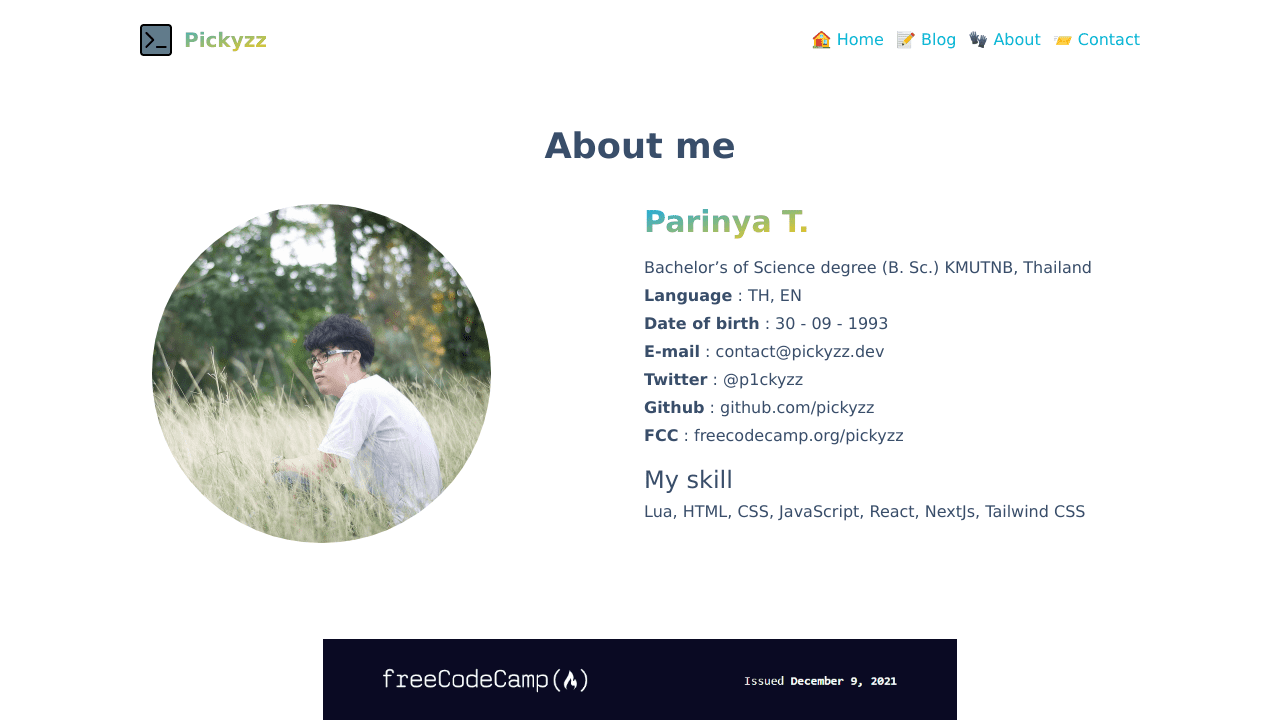 Pickyzz
🏠 Home 📝 Blog 🧤 About 📨 Contact
About me
Parinya T.
Bachelor’s of Science degree (B. Sc.) KMUTNB, Thailand
Language : TH, EN
Date of birth : 30 - 09 - 1993
E-mail : contact@pickyzz.dev
Twitter : @p1ckyzz
Github : github.com/pickyzz
FCC : freecodecamp.org/pickyzz
My skill
Lua, HTML, CSS, JavaScript, React, NextJs, Tailwind CSS
freeCodeCamp(🔥)
Issued December 9, 2021